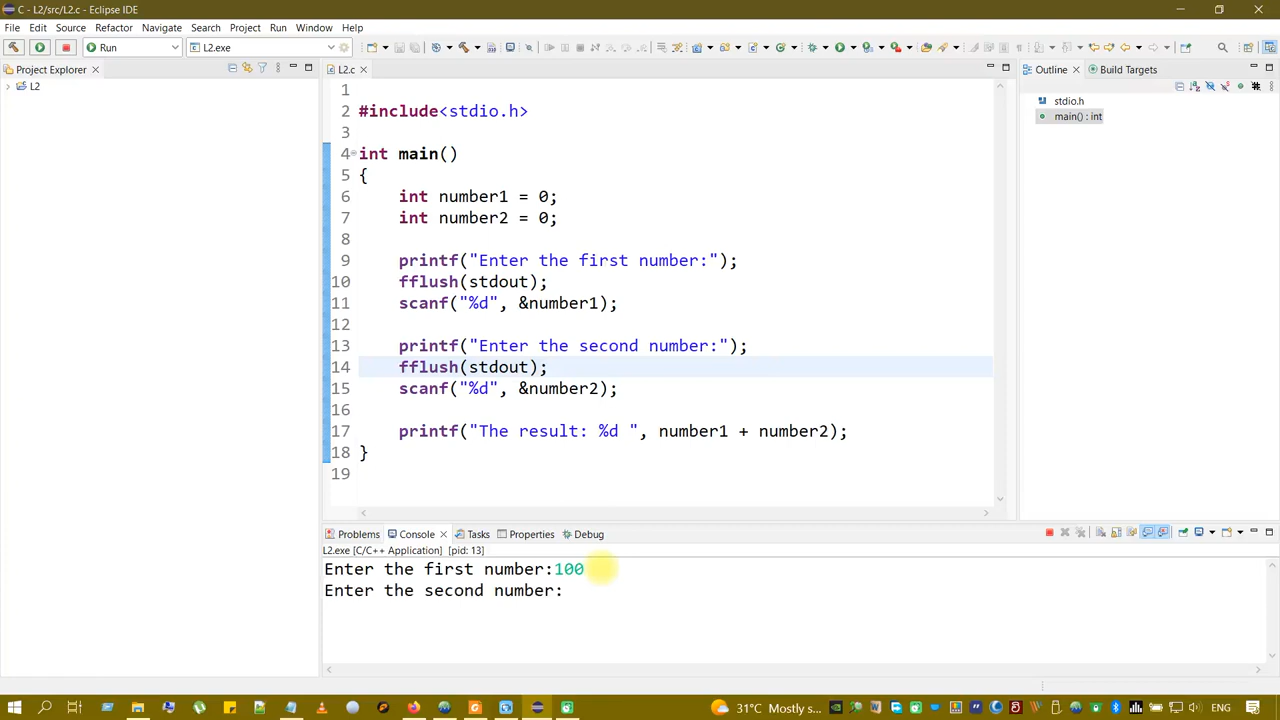 C - L2/src/L2.c - Eclipse IDE
File Edit Source Refactor Navigate Search Project Run Window Help
Run L2.exe
Project Explorer
L2
L2.c
1
2 #include<stdio.h>
3
4 int main()
5 {
6 int number1 = 0;
7 int number2 = 0;
8
9 printf("Enter the first number:");
10 fflush(stdout);
11 scanf("%d", &number1);
12
13 printf("Enter the second number:");
14 fflush(stdout);
15 scanf("%d", &number2);
16
17 printf("The result: %d ", number1 + number2);
18 }
19
Outline Build Targets
stdio.h
main() : int
Problems Console Tasks Properties Debug
L2.exe [C/C++ Application] [pid: 13]
Enter the first number:100
Enter the second number:
31°C Mostly s... ENG